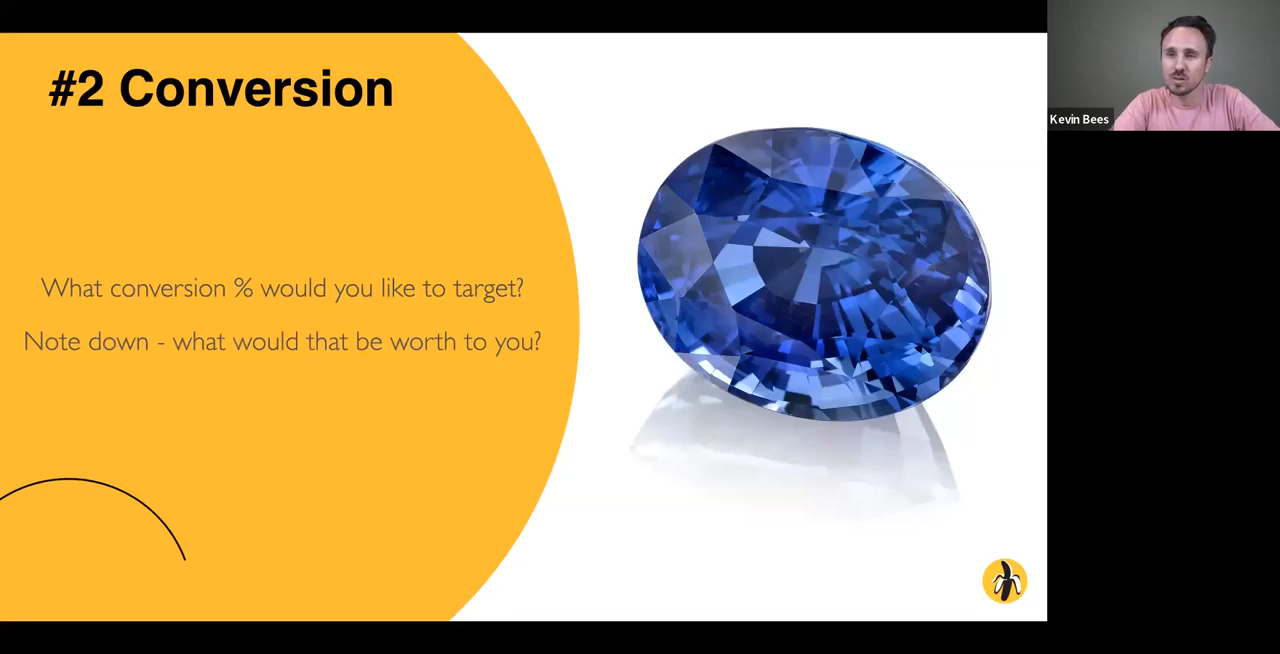 #2 Conversion
What conversion % would you like to target?
Note down - what would that be worth to you?
Kevin Bees